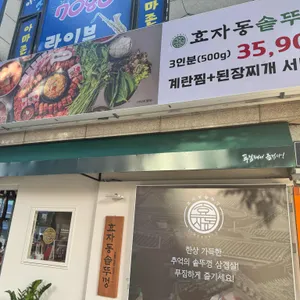 라이브
효자동솥뚜
3인분(500g) 35,90
계란찜+된장찌개 서
효자동솥뚜껑
한상 가득한
추억의 솥뚜껑 삼겹살!
푸짐하게 즐기세요!